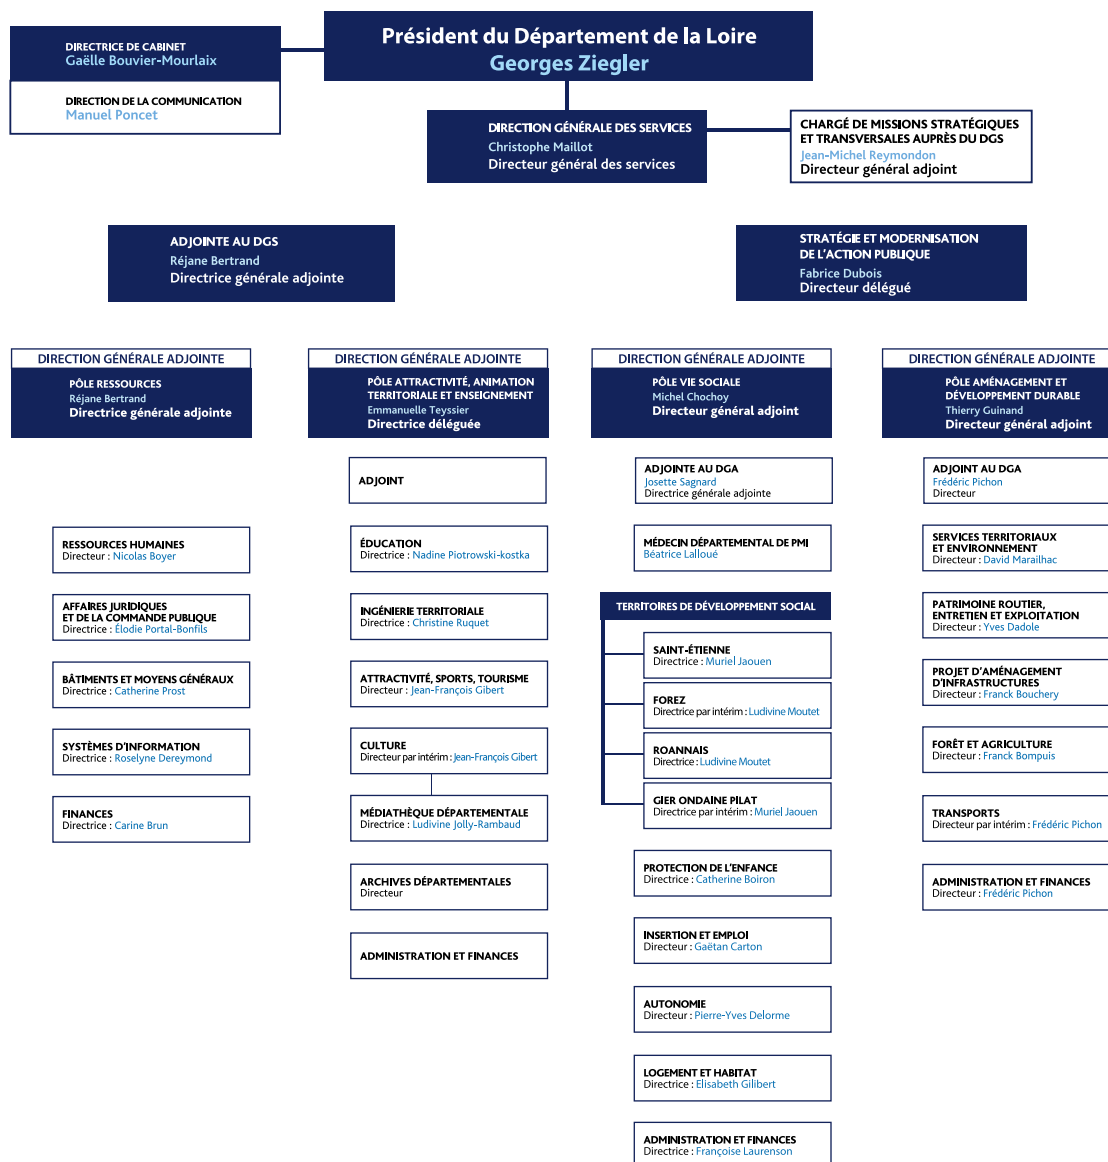 DIRECTRICE DE CABINET
Gaëlle Bouvier-Mourlaix
DIRECTION DE LA COMMUNICATION
Manuel Poncet
Président du Département de la Loire
Georges Ziegler
DIRECTION GÉNÉRALE DES SERVICES
Christophe Maillot
Directeur général des services
CHARGÉ DE MISSIONS STRATÉGIQUES
ET TRANSVERSALES AUPRÈS DU DGS
Jean-Michel Reymondon
Directeur général adjoint
ADJOINTE AU DGS
Réjane Bertrand
Directrice générale adjointe
STRATÉGIE ET MODERNISATION
DE L'ACTION PUBLIQUE
Fabrice Dubois
Directeur délégué
DIRECTION GÉNÉRALE ADJOINTE
PÔLE RESSOURCES
Réjane Bertrand
Directrice générale adjointe
RESSOURCES HUMAINES
Directeur : Nicolas Boyer
AFFAIRES JURIDIQUES
ET DE LA COMMANDE PUBLIQUE
Directrice : Élodie Portal-Bonfils
BÂTIMENTS ET MOYENS GÉNÉRAUX
Directrice : Catherine Prost
SYSTÈMES D'INFORMATION
Directrice : Roselyne Dereymond
FINANCES
Directrice : Carine Brun
DIRECTION GÉNÉRALE ADJOINTE
PÔLE ATTRACTIVITÉ, ANIMATION
TERRITORIALE ET ENSEIGNEMENT
Emmanuelle Teyssier
Directrice déléguée
ADJOINT
ÉDUCATION
Directrice : Nadine Piotrowski-kostka
INGÉNIERIE TERRITORIALE
Directrice : Christine Ruquet
ATTRACTIVITÉ, SPORTS, TOURISME
Directeur : Jean-François Gibert
CULTURE
Directeur par intérim : Jean-François Gibert
MÉDIATHÈQUE DÉPARTEMENTALE
Directrice : Ludivine Jolly-Rambaud
ARCHIVES DÉPARTEMENTALES
Directeur
ADMINISTRATION ET FINANCES
DIRECTION GÉNÉRALE ADJOINTE
PÔLE VIE SOCIALE
Michel Chochoy
Directeur général adjoint
ADJOINTE AU DGA
Josette Sagnard
Directrice générale adjointe
MÉDECIN DÉPARTEMENTAL DE PMI
Béatrice Lalloué
TERRITOIRES DE DÉVELOPPEMENT SOCIAL
SAINT-ÉTIENNE
Directrice : Muriel Jaouen
FOREZ
Directrice par intérim : Ludivine Moutet
ROANNAIS
Directrice : Ludivine Moutet
GIER ONDAINE PILAT
Directrice par intérim : Muriel Jaouen
PROTECTION DE L'ENFANCE
Directrice : Catherine Boiron
INSERTION ET EMPLOI
Directeur : Gaëtan Carton
AUTONOMIE
Directeur : Pierre-Yves Delorme
LOGEMENT ET HABITAT
Directrice : Elisabeth Gilibert
ADMINISTRATION ET FINANCES
Directrice : Françoise Laurenson
DIRECTION GÉNÉRALE ADJOINTE
PÔLE AMÉNAGEMENT ET
DÉVELOPPEMENT DURABLE
Thierry Guinand
Directeur général adjoint
ADJOINT AU DGA
Frédéric Pichon
Directeur
SERVICES TERRITORIAUX
ET ENVIRONNEMENT
Directeur : David Marailhac
PATRIMOINE ROUTIER,
ENTRETIEN ET EXPLOITATION
Directeur : Yves Dadole
PROJET D'AMÉNAGEMENT
D'INFRASTRUCTURES
Directeur : Franck Bouchery
FORÊT ET AGRICULTURE
Directeur : Franck Bompuis
TRANSPORTS
Directeur par intérim : Frédéric Pichon
ADMINISTRATION ET FINANCES
Directeur : Frédéric Pichon